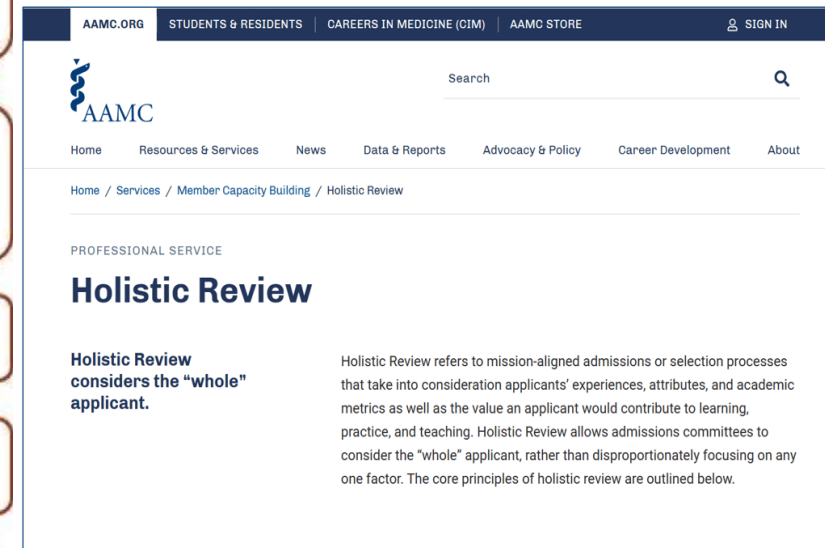 AAMC.ORG STUDENTS & RESIDENTS CAREERS IN MEDICINE (CIM) AAMC STORE SIGN IN
AAMC
Search
Home Resources & Services News Data & Reports Advocacy & Policy Career Development About
Home / Services / Member Capacity Building / Holistic Review
PROFESSIONAL SERVICE
Holistic Review
Holistic Review
considers the “whole”
applicant.
Holistic Review refers to mission-aligned admissions or selection processes
that take into consideration applicants’ experiences, attributes, and academic
metrics as well as the value an applicant would contribute to learning,
practice, and teaching. Holistic Review allows admissions committees to
consider the “whole” applicant, rather than disproportionately focusing on any
one factor. The core principles of holistic review are outlined below.